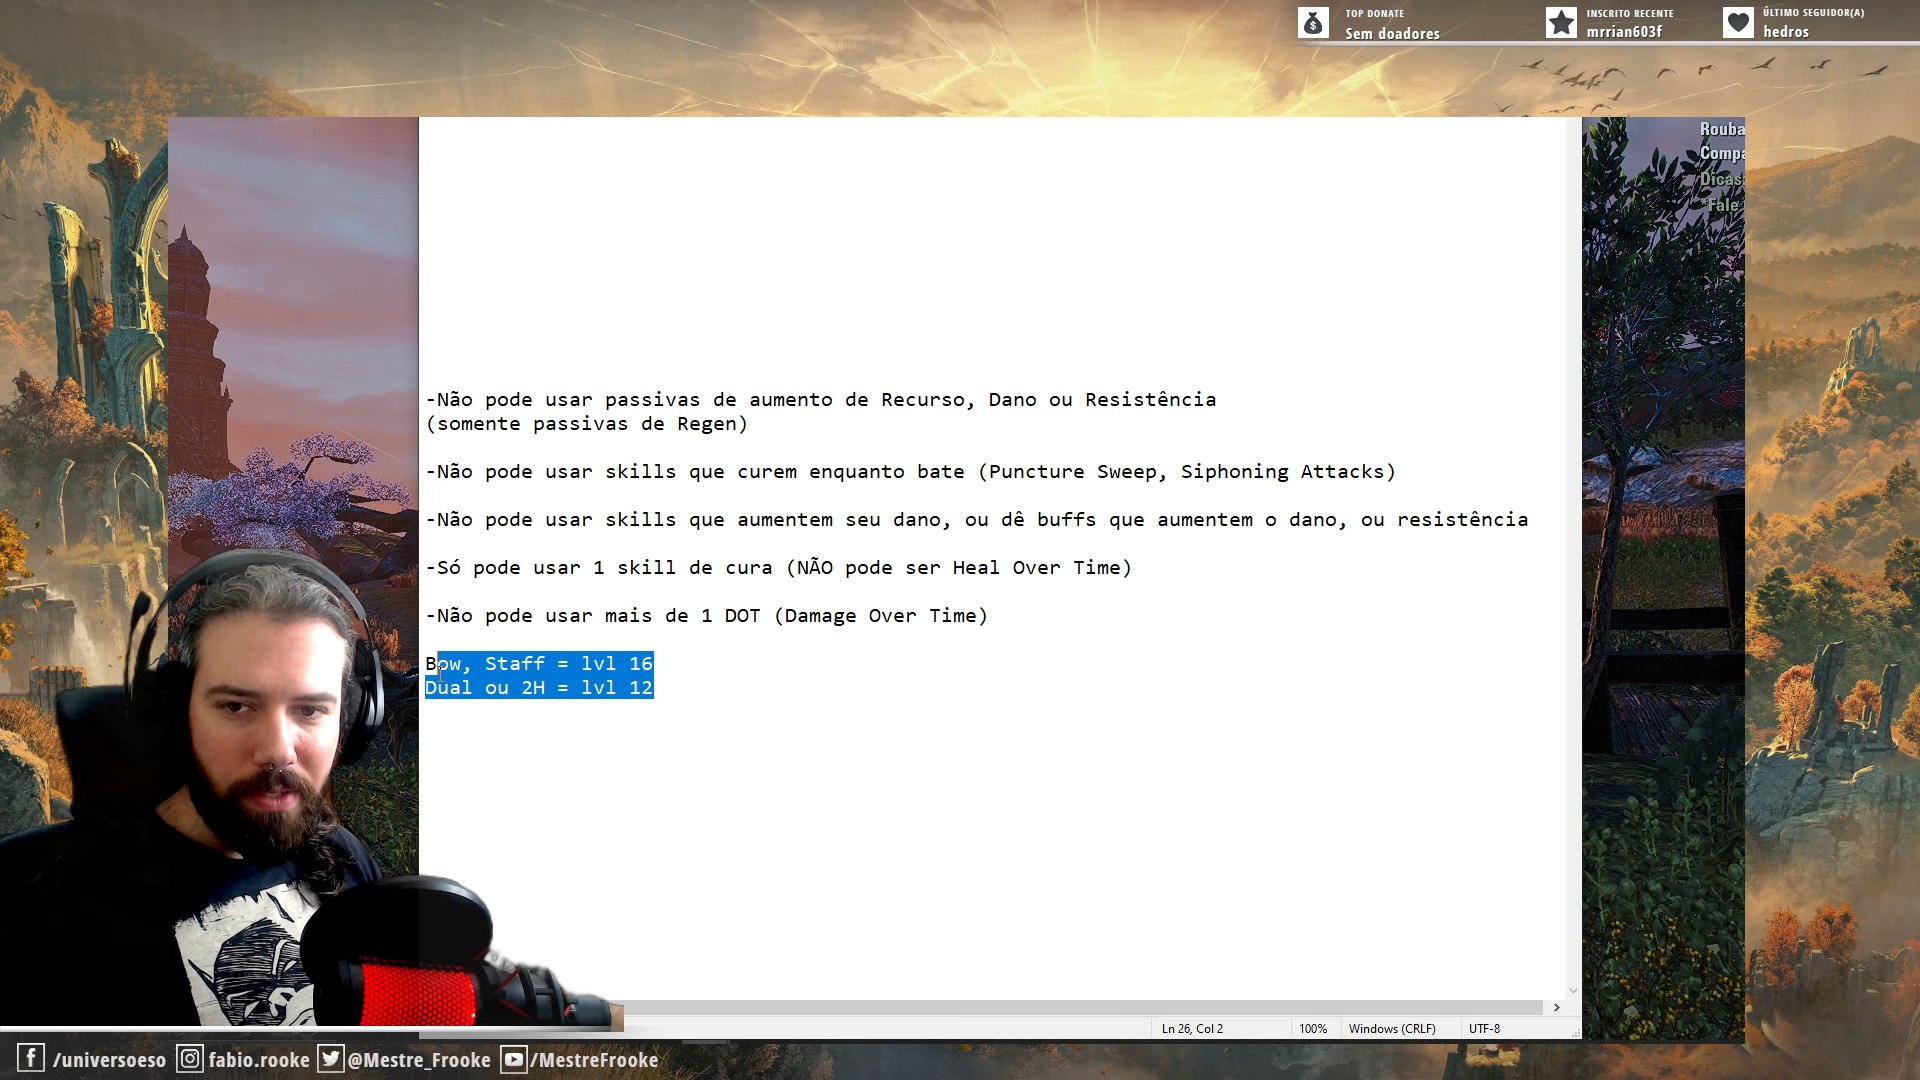 TOP DONATE
Sem doadores
INSCRITO RECENTE
mrrian603f
ÚLTIMO SEGUIDOR(A)
hedros
Rouba
Compa
Dicas
*Fale
-Não pode usar passivas de aumento de Recurso, Dano ou Resistência
(somente passivas de Regen)
-Não pode usar skills que curem enquanto bate (Puncture Sweep, Siphoning Attacks)
-Não pode usar skills que aumentem seu dano, ou dê buffs que aumentem o dano, ou resistência
-Só pode usar 1 skill de cura (NÃO pode ser Heal Over Time)
-Não pode usar mais de 1 DOT (Damage Over Time)
Bow, Staff = lvl 16
Dual ou 2H = lvl 12
Ln 26, Col 2
100%
Windows (CRLF)
UTF-8
/universoeso
fabio.rooke
@Mestre_Frooke
/MestreFrooke